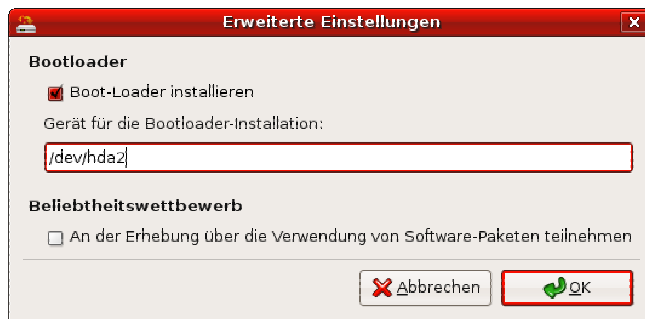 Erweiterte Einstellungen
Bootloader
Boot-Loader installieren
Gerät für die Bootloader-Installation:
/dev/hda2
Beliebtheitswettbewerb
An der Erhebung über die Verwendung von Software-Paketen teilnehmen
Abbrechen
OK